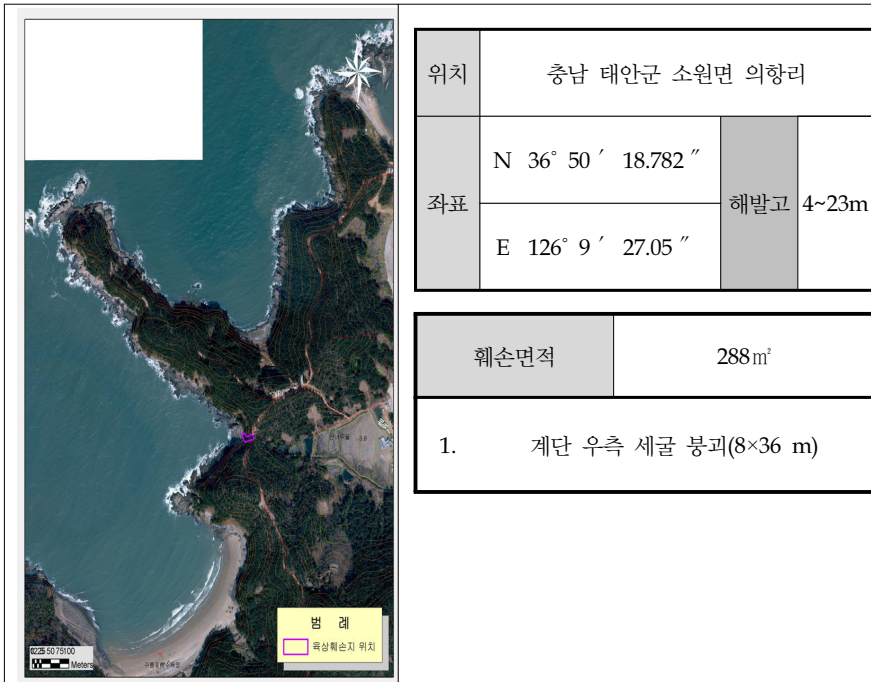 범 례
육상훼손지 위치
Meters
위치
충남 태안군 소원면 의항리
좌표
N 36° 50 ′ 18.782 ″
E 126° 9 ′ 27.05 ″
해발고
4~23m
훼손면적
288㎡
1. 계단 우측 세굴 붕괴(8×36 m)